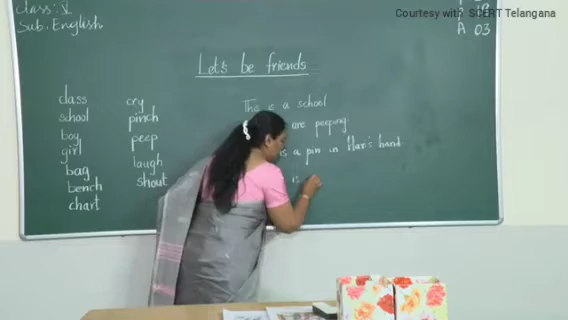 Courtesy with SCERT Telangana
Class: X
Sub: English
A 03
Let's be friends
class
school
boy
girl
bag
bench
chart
cry
pinch
peep
laugh
shout
This is a school
are peeping.
is a pin in Hari's hand.
is